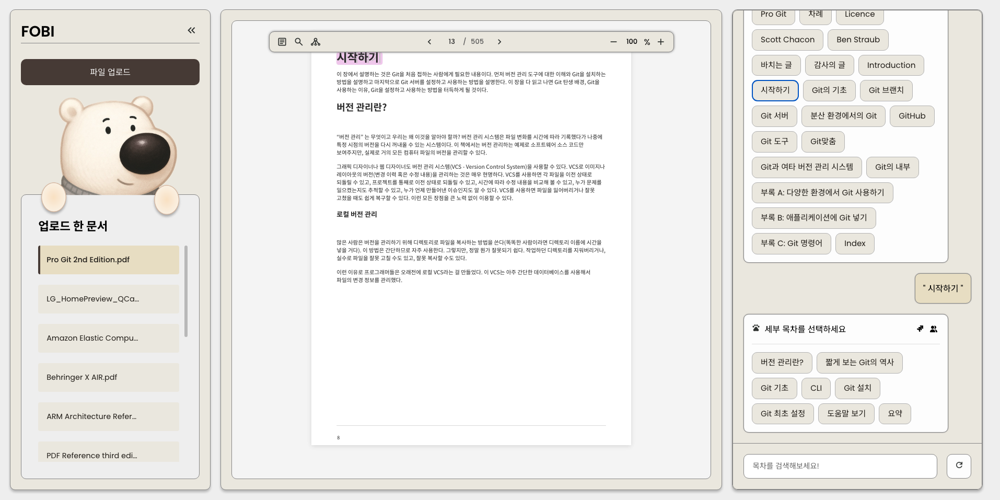 FOBI
파일 업로드
업로드 한 문서
Pro Git 2nd Edition.pdf
LG_HomePreview_QCa...
Amazon Elastic Compu...
Behringer X AIR.pdf
ARM Architecture Refer...
PDF Reference third edi...
13 / 505
100 %
시작하기
이 장에서 설명하는 것은 Git을 처음 접하는 사람에게 필요한 내용이다. 먼저 버전 관리 도구에 대한 이해와 Git을 설치하는
방법을 설명하고 마지막으로 Git 서버를 설정하고 사용하는 방법을 설명한다. 이 장을 다 읽고 나면 Git 탄생 배경, Git을
사용하는 이유, Git을 설정하고 사용하는 방법을 터득하게 될 것이다.
버전 관리란?
“버전 관리” 는 무엇이고 우리는 왜 이것을 알아야 할까? 버전 관리 시스템은 파일 변화를 시간에 따라 기록했다가 나중에
특정 시점의 버전을 다시 꺼내올 수 있는 시스템이다. 이 책에서는 버전 관리하는 예제로 소프트웨어 소스 코드만
보여주지만, 실제로 거의 모든 컴퓨터 파일의 버전을 관리할 수 있다.
그래픽 디자이너나 웹 디자이너도 버전 관리 시스템(VCS - Version Control System)을 사용할 수 있다. VCS로 이미지나
레이아웃의 버전(변경 이력 혹은 수정 내용)을 관리하는 것은 매우 현명하다. VCS를 사용하면 각 파일을 이전 상태로
되돌릴 수 있고, 프로젝트를 통째로 이전 상태로 되돌릴 수 있고, 시간에 따라 수정 내용을 비교해 볼 수 있고, 누가 문제를
일으켰는지도 추적할 수 있고, 누가 언제 만들어낸 이슈인지도 알 수 있다. VCS를 사용하면 파일을 잃어버리거나 잘못
고쳤을 때도 쉽게 복구할 수 있다. 이런 모든 장점을 큰 노력 없이 이용할 수 있다.
로컬 버전 관리
많은 사람은 버전을 관리하기 위해 디렉토리로 파일을 복사하는 방법을 쓴다(똑똑한 사람이라면 디렉토리 이름에 시간을
넣을 거다). 이 방법은 간단하므로 자주 사용한다. 그렇지만, 정말 뭔가 잘못되기 쉽다. 작업하던 디렉토리를 지워버리거나,
실수로 파일을 잘못 고칠 수도 있고, 잘못 복사할 수도 있다.
이런 이유로 프로그래머들은 오래전에 로컬 VCS라는 걸 만들었다. 이 VCS는 아주 간단한 데이터베이스를 사용해서
파일의 변경 정보를 관리했다.
8
Pro Git 차례 Licence
Scott Chacon Ben Straub
바치는 글 감사의 글 Introduction
시작하기 Git의 기초 Git 브랜치
Git 서버 분산 환경에서의 Git GitHub
Git 도구 Git맞춤
Git과 여타 버전 관리 시스템 Git의 내부
부록 A: 다양한 환경에서 Git 사용하기
부록 B: 애플리케이션에 Git 넣기
부록 C: Git 명령어 Index
" 시작하기 "
세부 목차를 선택하세요
버전 관리란? 짧게 보는 Git의 역사
Git 기초 CLI Git 설치
Git 최초 설정 도움말 보기 요약
목차를 검색해보세요!